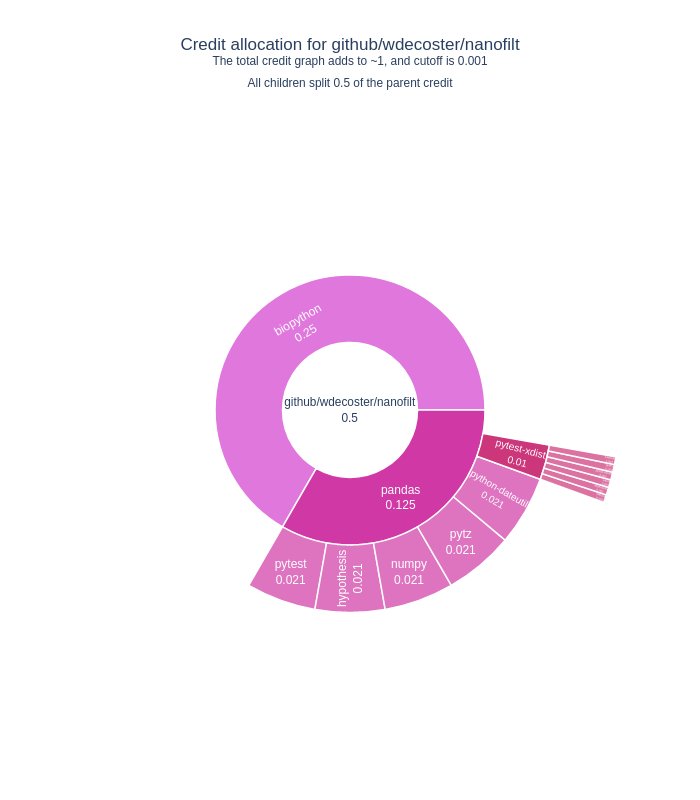 Credit allocation for github/wdecoster/nanofilt
The total credit graph adds to ~1, and cutoff is 0.001
All children split 0.5 of the parent credit
biopython
0.25
github/wdecoster/nanofilt
0.5
pandas
0.125
pytest-xdist
0.01
python-dateutil
0.021
pytz
0.021
numpy
0.021
hypothesis
0.021
pytest
0.021